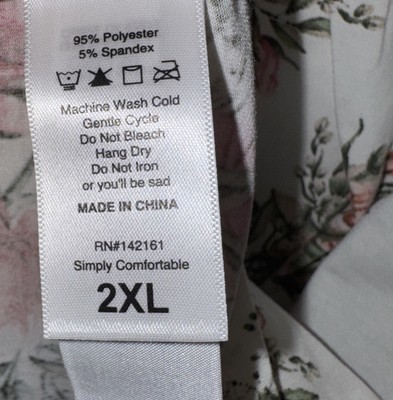 95% Polyester
5% Spandex
Machine Wash Cold
Gentle Cycle
Do Not Bleach
Hang Dry
Do Not Iron
or you'll be sad
MADE IN CHINA
RN#142161
Simply Comfortable
2XL